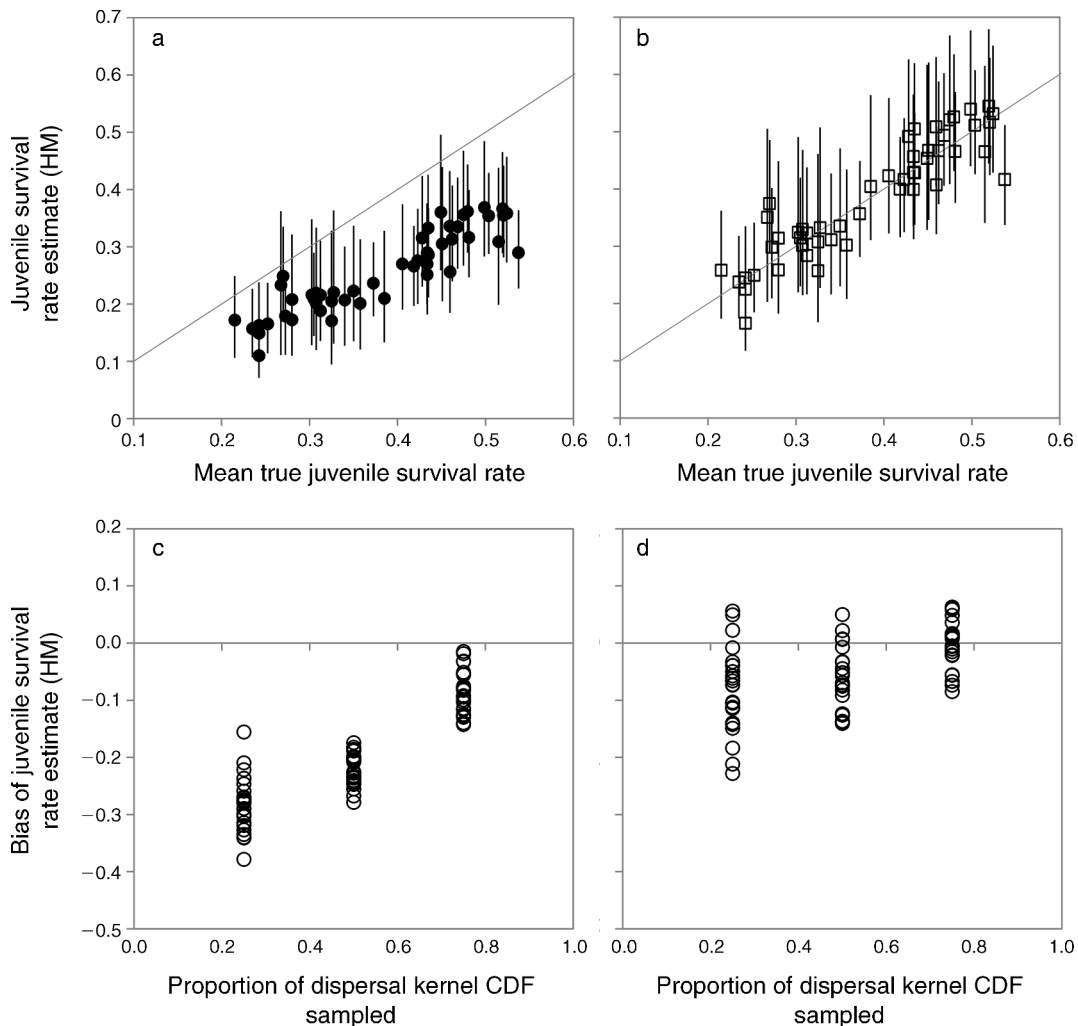 a
b
0.7
0.6
0.5
0.4
0.3
0.2
0.1
0
Juvenile survival
rate estimate (HM)
0.1 0.2 0.3 0.4 0.5 0.6
0.1 0.2 0.3 0.4 0.5 0.6
Mean true juvenile survival rate
Mean true juvenile survival rate
c
d
0.2
0.1
0.0
−0.1
−0.2
−0.3
−0.4
−0.5
Bias of juvenile survival
rate estimate (HM)
0.0 0.2 0.4 0.6 0.8 1.0
0.0 0.2 0.4 0.6 0.8 1.0
Proportion of dispersal kernel CDF
sampled
Proportion of dispersal kernel CDF
sampled